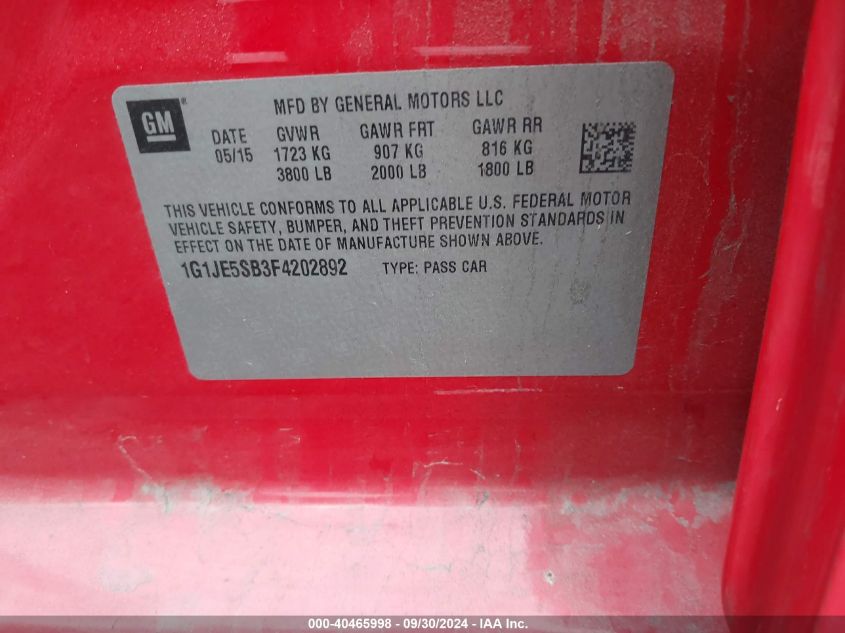 GM ®
MFD BY GENERAL MOTORS LLC
DATE GVWR GAWR FRT GAWR RR
05/15 1723 KG 907 KG 816 KG
3800 LB 2000 LB 1800 LB
THIS VEHICLE CONFORMS TO ALL APPLICABLE U.S. FEDERAL MOTOR
VEHICLE SAFETY, BUMPER, AND THEFT PREVENTION STANDARDS IN
EFFECT ON THE DATE OF MANUFACTURE SHOWN ABOVE.
1G1JE5SB3F4202892 TYPE: PASS CAR
000-40465998 - 09/30/2024 - IAA Inc.